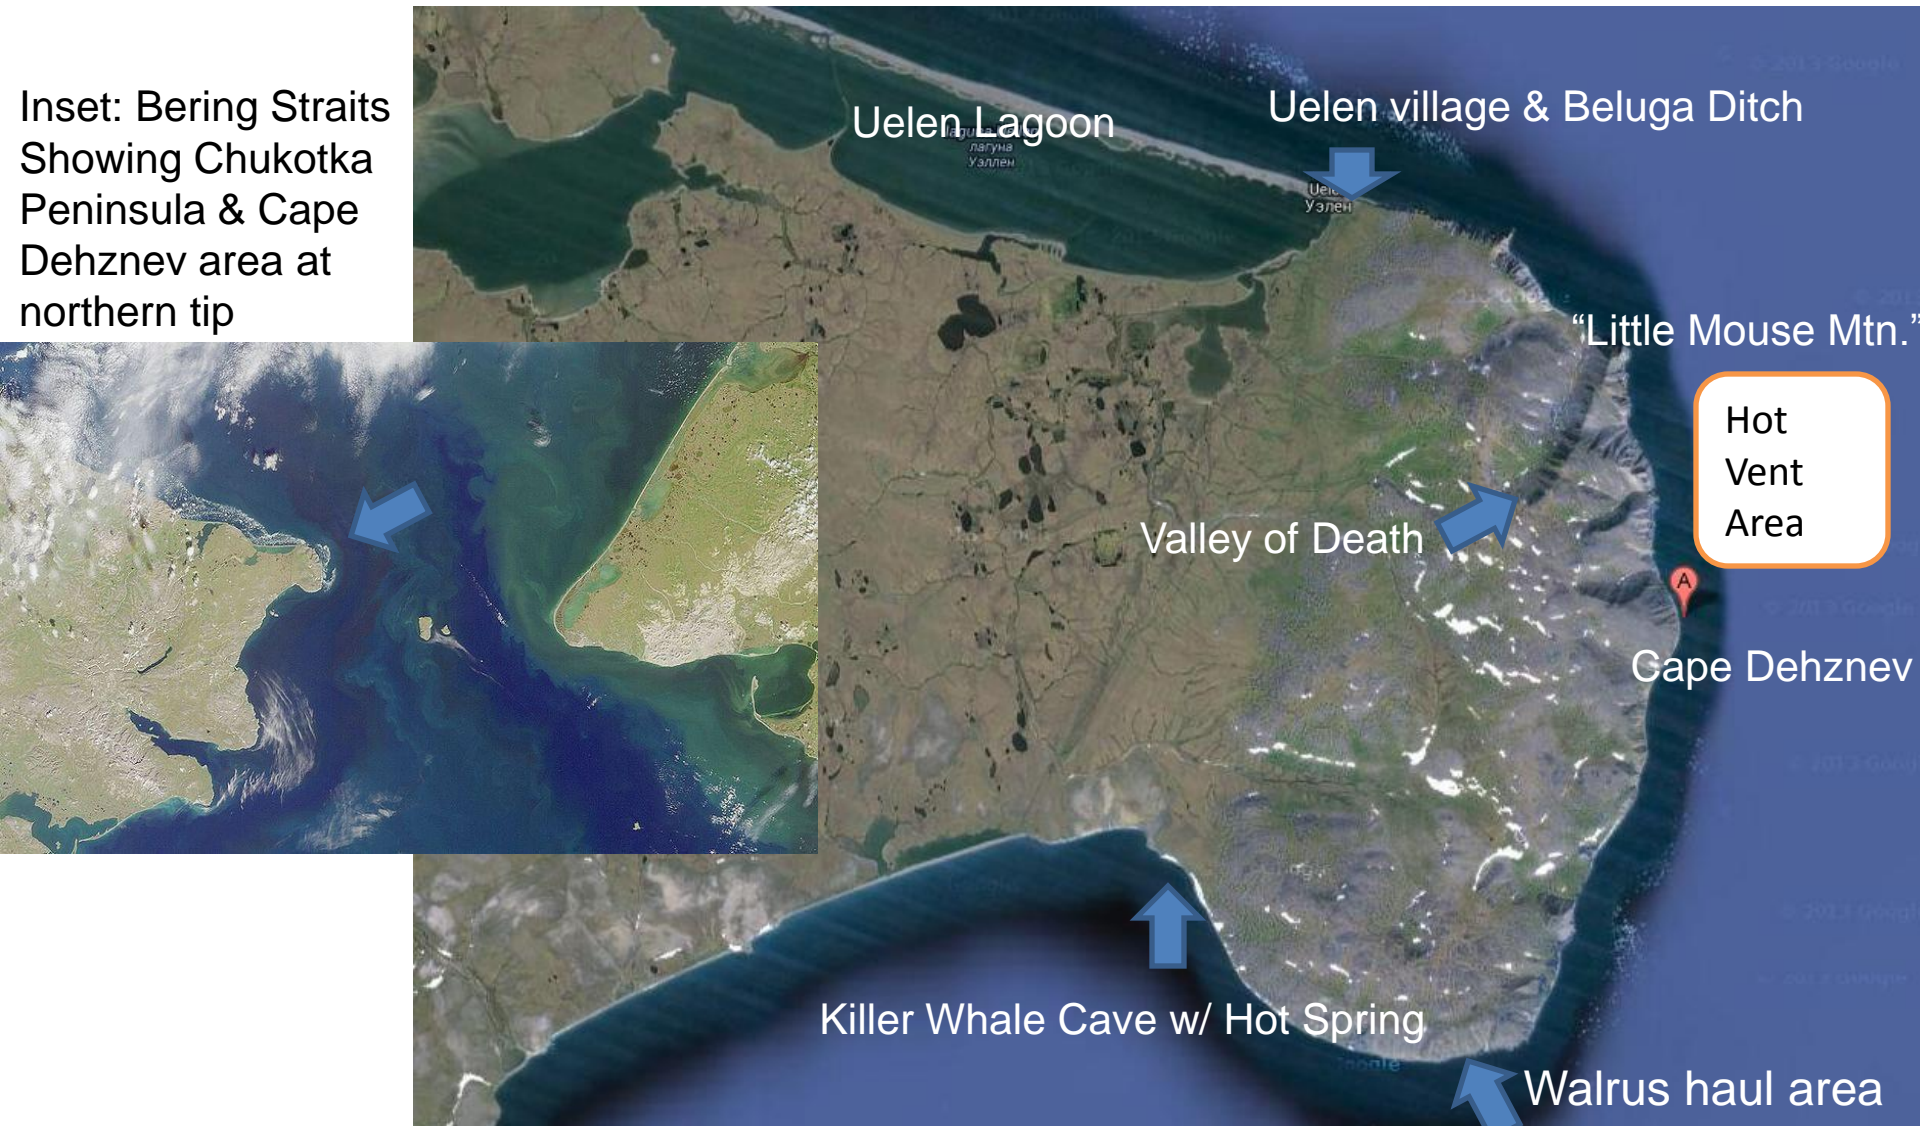 Inset: Bering Straits
Showing Chukotka
Peninsula & Cape
Dehznev area at
northern tip
Uelen Lagoon
лагуна
Уэллен
Uelen village & Beluga Ditch
Уэлен
“Little Mouse Mtn.”
Hot
Vent
Area
Valley of Death
A
Cape Dehznev
Killer Whale Cave w/ Hot Spring
Walrus haul area